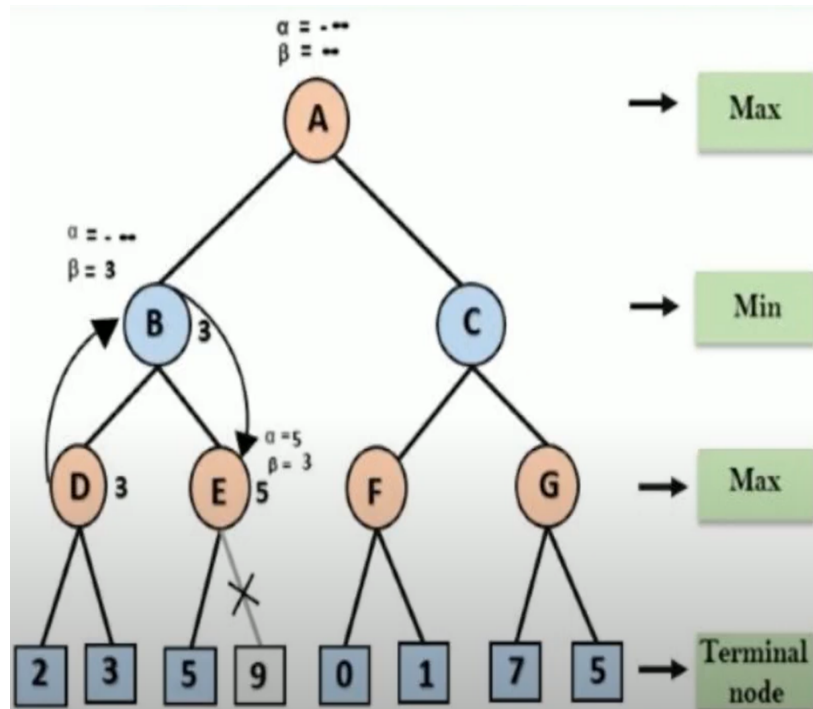 α = - ∞
β = ∞
A
Max
α = - ∞
β = 3
B
3
C
Min
α =5
β = 3
D
3
E
5
F
G
Max
2
3
5
9
0
1
7
5
Terminal
node